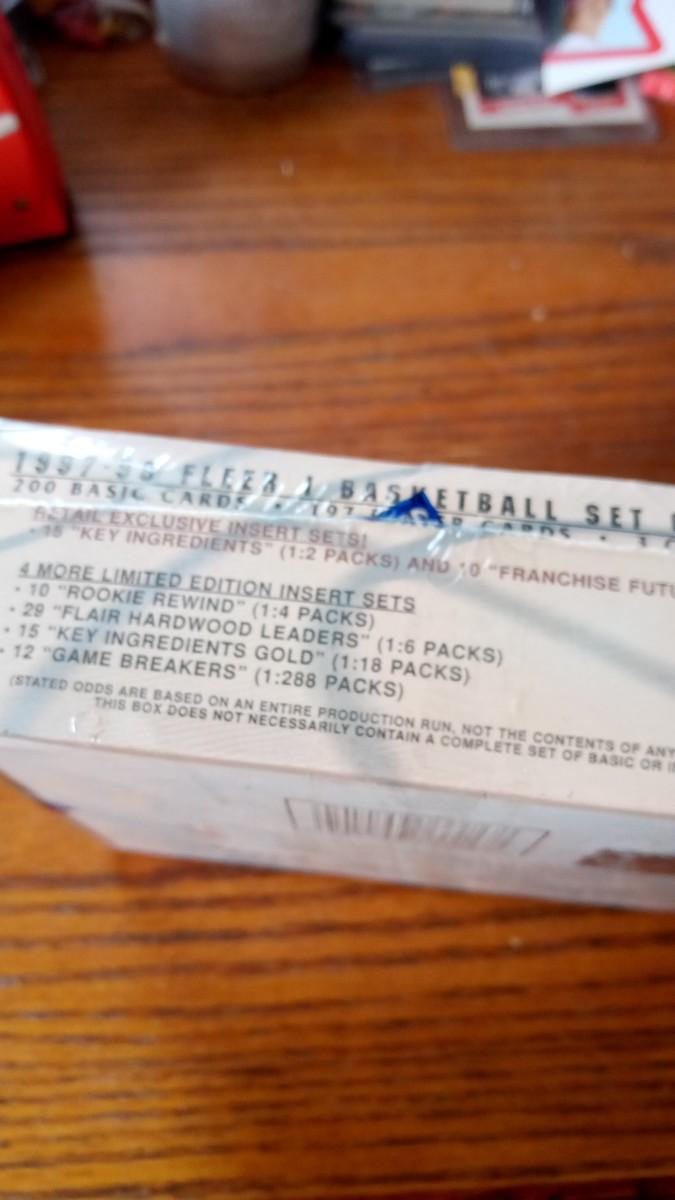 1997-98 FLEER 1 BASKETBALL SET
200 BASIC CARDS • 197
RETAIL EXCLUSIVE INSERT SETS!
• 15 "KEY INGREDIENTS" (1:2 PACKS) AND 10 "FRANCHISE FUTU
4 MORE LIMITED EDITION INSERT SETS
• 10 "ROOKIE REWIND" (1:4 PACKS)
• 29 "FLAIR HARDWOOD LEADERS" (1:6 PACKS)
• 15 "KEY INGREDIENTS GOLD" (1:18 PACKS)
• 12 "GAME BREAKERS" (1:288 PACKS)
(STATED ODDS ARE BASED ON AN ENTIRE PRODUCTION RUN, NOT THE CONTENTS OF ANY
THIS BOX DOES NOT NECESSARILY CONTAIN A COMPLETE SET OF BASIC OR